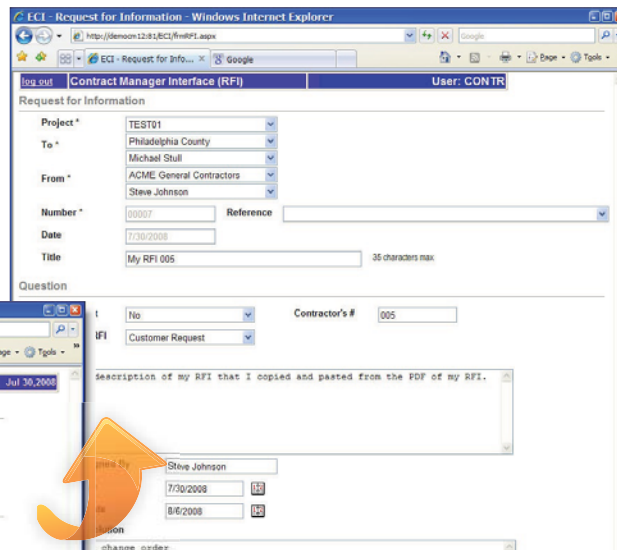 ECI - Request for Information - Windows Internet Explorer
http://democm12:81/ECI/frmRFI.aspx
Google
ECI - Request for Info...
Google
Page
Tools
log out
Contract Manager Interface (RFI)
User: CONTR
Request for Information
Project *
TEST01
To *
Philadelphia County
Michael Stull
From *
ACME General Contractors
Steve Johnson
Number *
00007
Reference
Date
7/30/2008
Title
My RFI 005
35 characters max
Question
t
No
Contractor's #
005
RFI
Customer Request
age
Tools
Jul 30,2008
description of my RFI that I copied and pasted from the PDF of my RFI.
By
Steve Johnson
7/30/2008
8/6/2008
change order